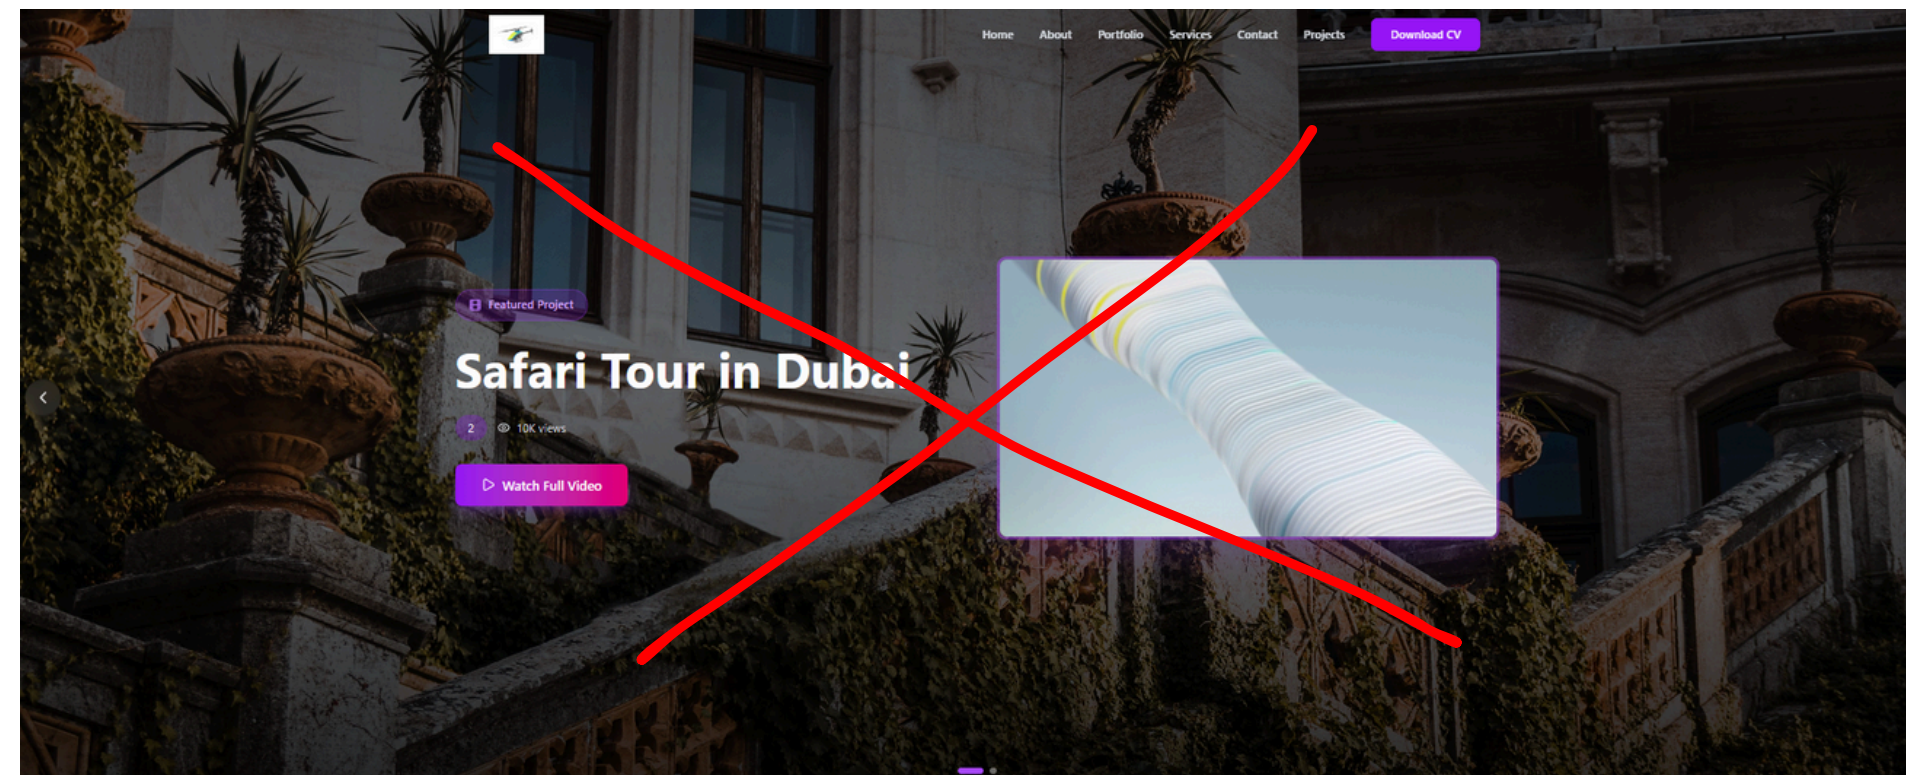 Home About Portfolio Services Contact Projects Download CV
Featured Project
Safari Tour in Dubai
2 10K views
Watch Full Video